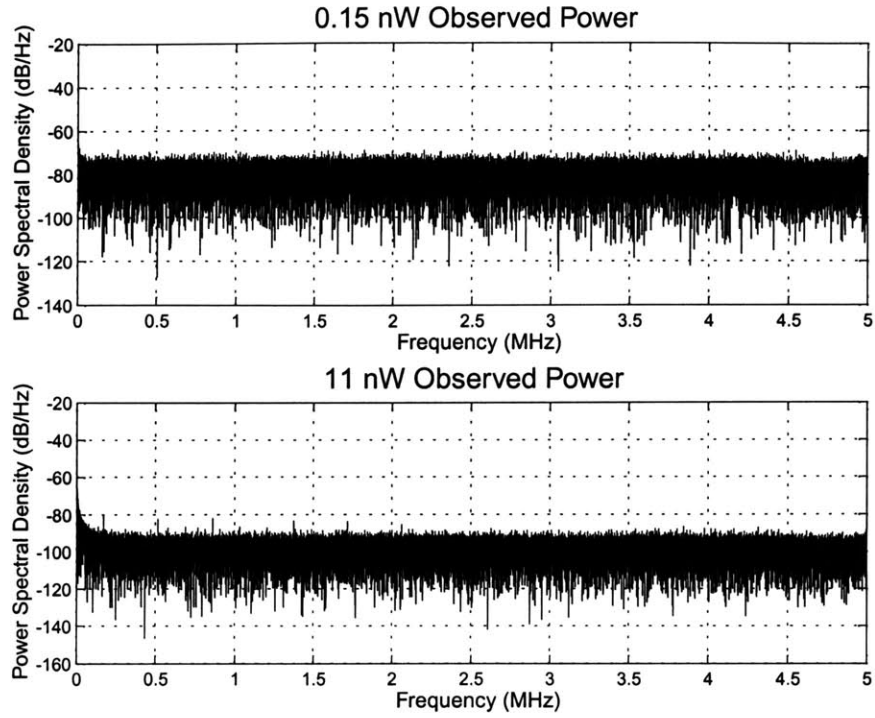 0.15 nW Observed Power
Power Spectral Density (dB/Hz)
-20
-40
-60
-80
-100
-120
-140
0 0.5 1 1.5 2 2.5 3 3.5 4 4.5 5
Frequency (MHz)
11 nW Observed Power
Power Spectral Density (dB/Hz)
-20
-40
-60
-80
-100
-120
-140
-160
0 0.5 1 1.5 2 2.5 3 3.5 4 4.5 5
Frequency (MHz)